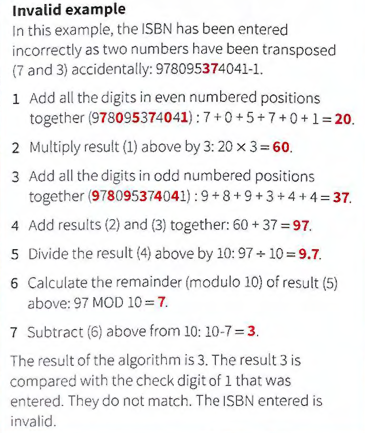 Invalid example
In this example, the ISBN has been entered
incorrectly as two numbers have been transposed
(7 and 3) accidentally: 978095374041-1.
1 Add all the digits in even numbered positions
together (978095374041) : 7 + 0 + 5 + 7 + 0 + 1 = 20.
2 Multiply result (1) above by 3: 20 × 3 = 60.
3 Add all the digits in odd numbered positions
together (978095374041) : 9 + 8 + 9 + 3 + 4 + 4 = 37.
4 Add results (2) and (3) together: 60 + 37 = 97.
5 Divide the result (4) above by 10: 97 ÷ 10 = 9.7.
6 Calculate the remainder (modulo 10) of result (5)
above: 97 MOD 10 = 7.
7 Subtract (6) above from 10: 10-7 = 3.
The result of the algorithm is 3. The result 3 is
compared with the check digit of 1 that was
entered. They do not match. The ISBN entered is
invalid.